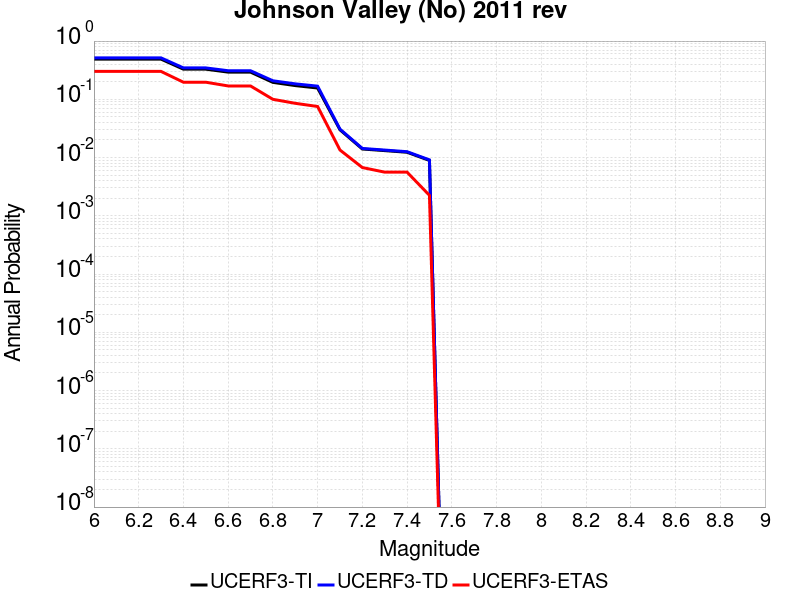 Johnson Valley (No) 2011 rev
Annual Probability
10^0
10^-1
10^-2
10^-3
10^-4
10^-5
10^-6
10^-7
10^-8
6 6.2 6.4 6.6 6.8 7 7.2 7.4 7.6 7.8 8 8.2 8.4 8.6 8.8 9
Magnitude
UCERF3-TI UCERF3-TD UCERF3-ETAS